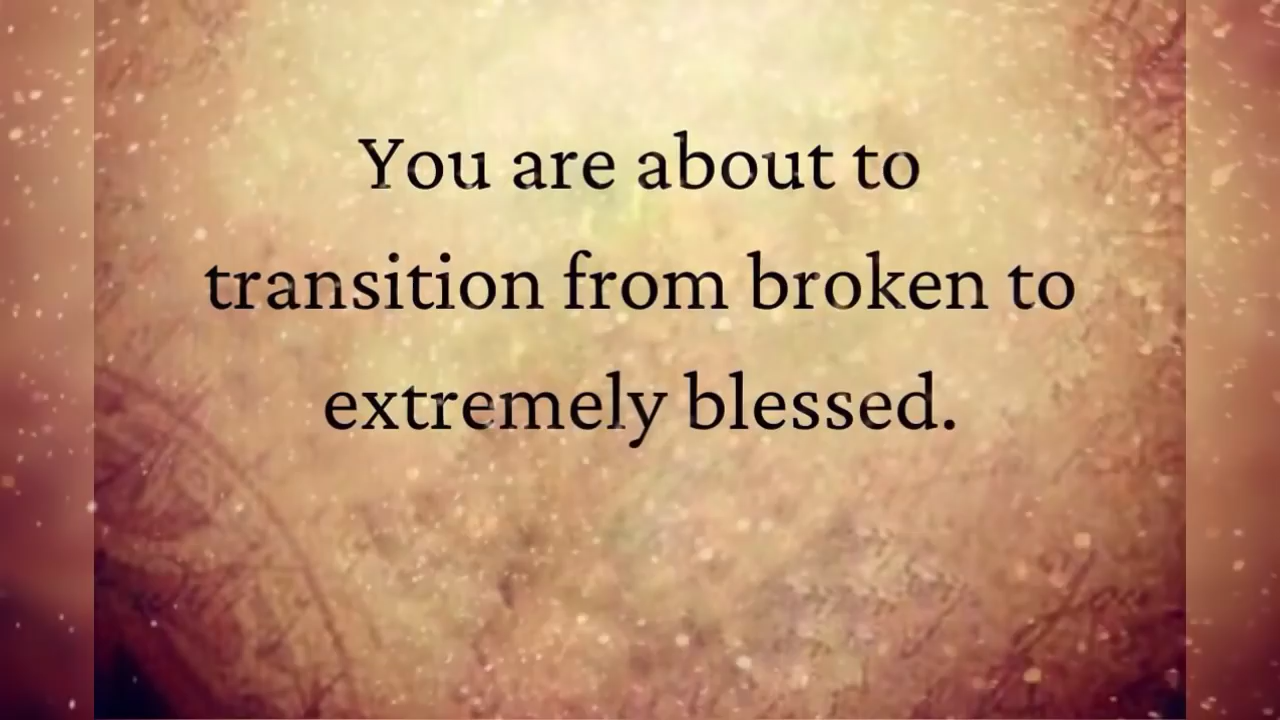 You are about to
transition from broken to
extremely blessed.